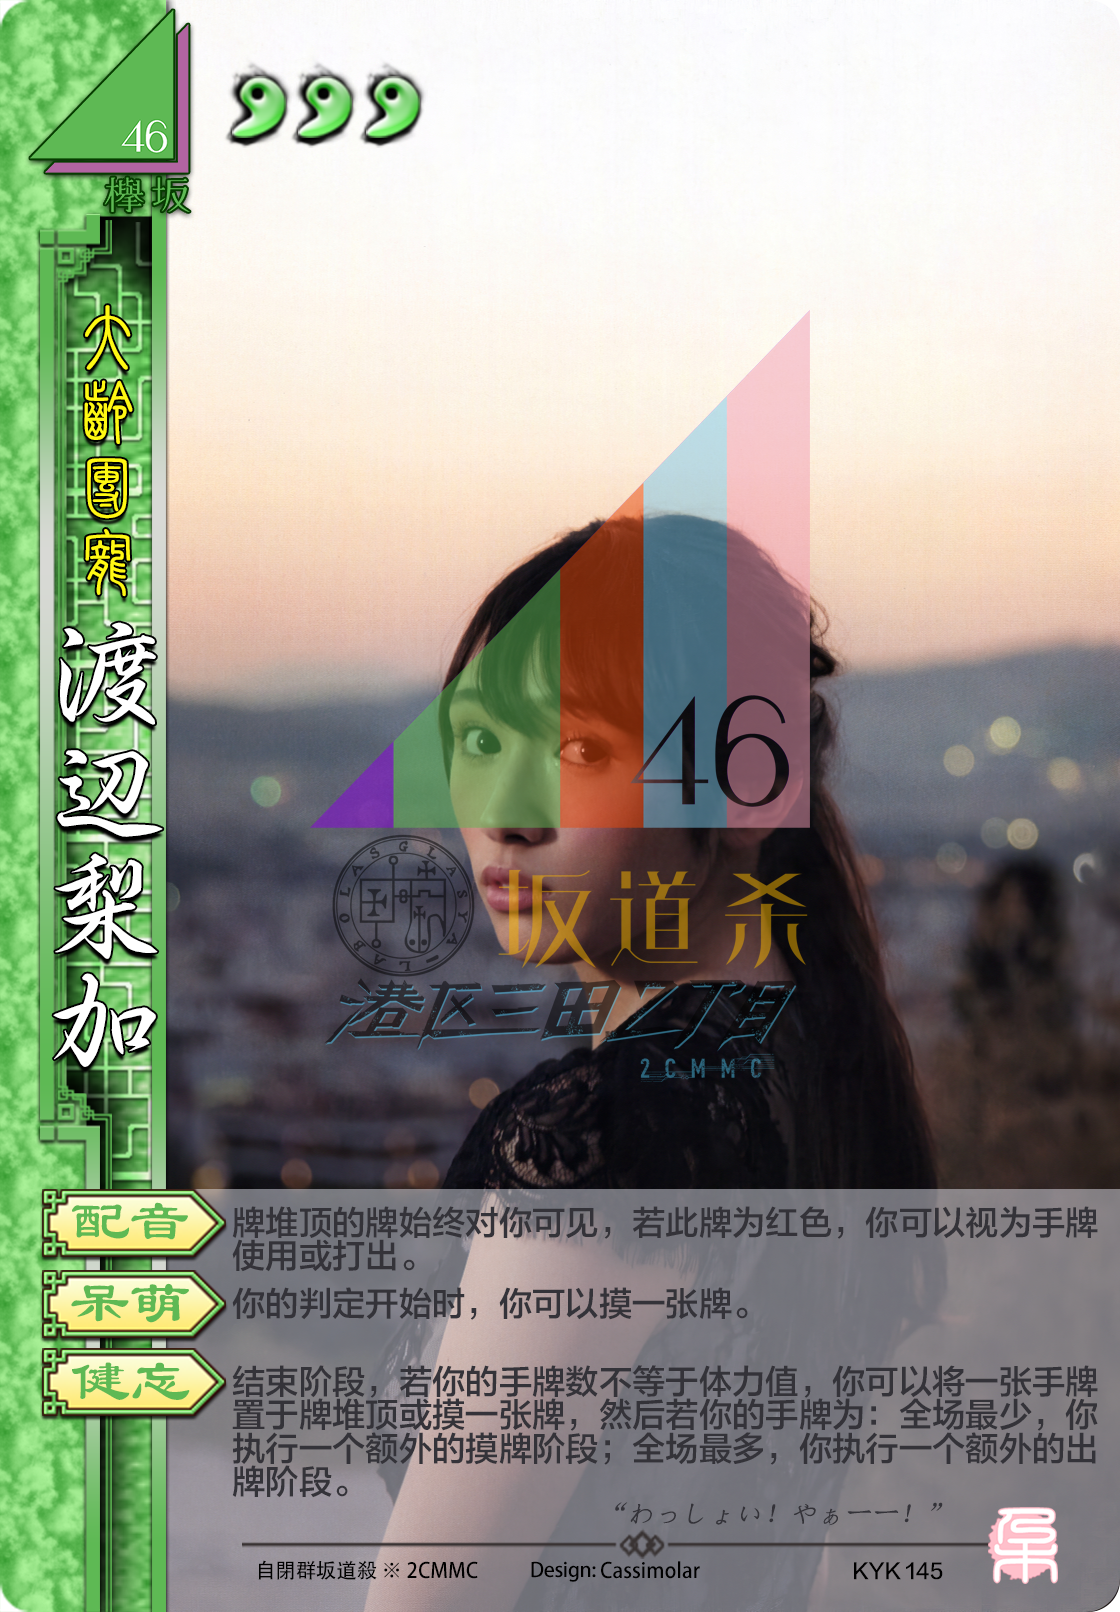 46
欅坂
大齡團寵
渡辺梨加
46
GLASYA-LABOLAS
坂道杀
港区三田2丁目
2CMMC
配音
牌堆顶的牌始终对你可见，若此牌为红色，你可以视为手牌
使用或打出。
呆萌
你的判定开始时，你可以摸一张牌。
健忘
结束阶段，若你的手牌数不等于体力值，你可以将一张手牌
置于牌堆顶或摸一张牌，然后若你的手牌为：全场最少，你
执行一个额外的摸牌阶段；全场最多，你执行一个额外的出
牌阶段。
“わっしょい！やぁーー！”
自閉群坂道殺 ※ 2CMMC Design: Cassimolar KYK 145